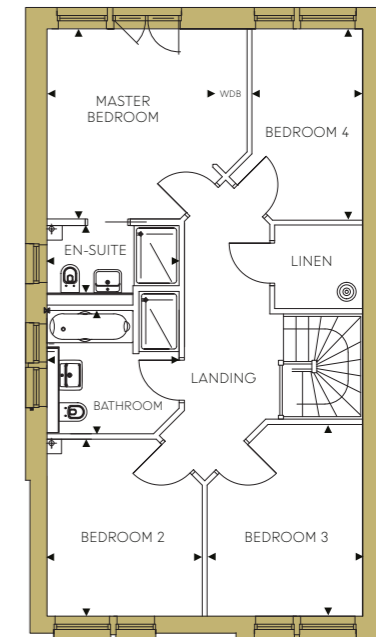 MASTER
BEDROOM
WDB
BEDROOM 4
EN-SUITE
LINEN
LANDING
BATHROOM
BEDROOM 2
BEDROOM 3